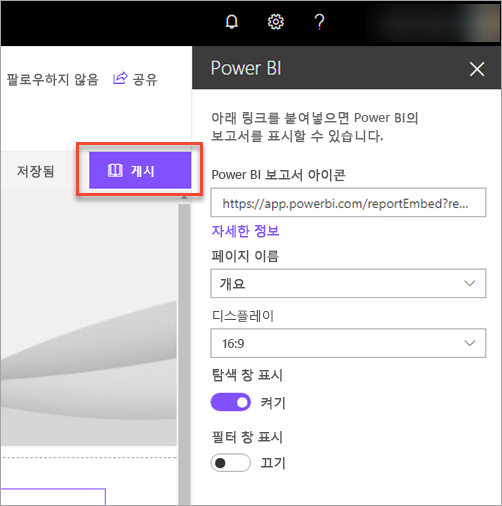 팔로우하지 않음 공유
저장됨 게시
Power BI
아래 링크를 붙여넣으면 Power BI의
보고서를 표시할 수 있습니다.
Power BI 보고서 아이콘
https://app.powerbi.com/reportEmbed?re...
자세한 정보
페이지 이름
개요
디스플레이
16:9
탐색 창 표시
켜기
필터 창 표시
끄기